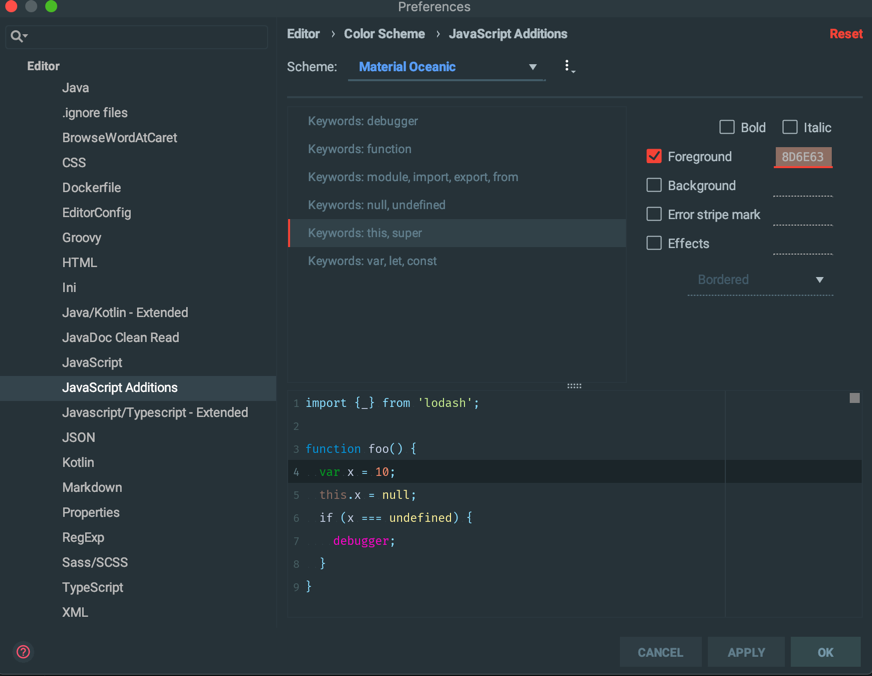 Preferences
Editor › Color Scheme › JavaScript Additions
Reset
Scheme: Material Oceanic
Editor
Java
.ignore files
BrowseWordAtCaret
CSS
Dockerfile
EditorConfig
Groovy
HTML
Ini
Java/Kotlin - Extended
JavaDoc Clean Read
JavaScript
JavaScript Additions
Javascript/Typescript - Extended
JSON
Kotlin
Markdown
Properties
RegExp
Sass/SCSS
TypeScript
XML
Keywords: debugger
Keywords: function
Keywords: module, import, export, from
Keywords: null, undefined
Keywords: this, super
Keywords: var, let, const
Bold Italic
Foreground 8D6E63
Background
Error stripe mark
Effects
Bordered
1 import {_} from 'lodash';
2
3 function foo() {
4 var x = 10;
5 this.x = null;
6 if (x === undefined) {
7 debugger;
8 }
9 }
?
CANCEL APPLY OK